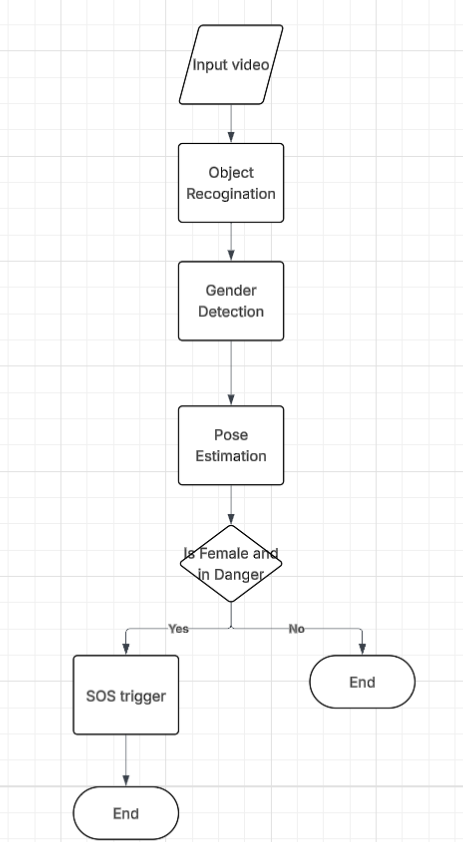 Input video
Object
Recogination
Gender
Detection
Pose
Estimation
Is Female and
in Danger
Yes
No
SOS trigger
End
End